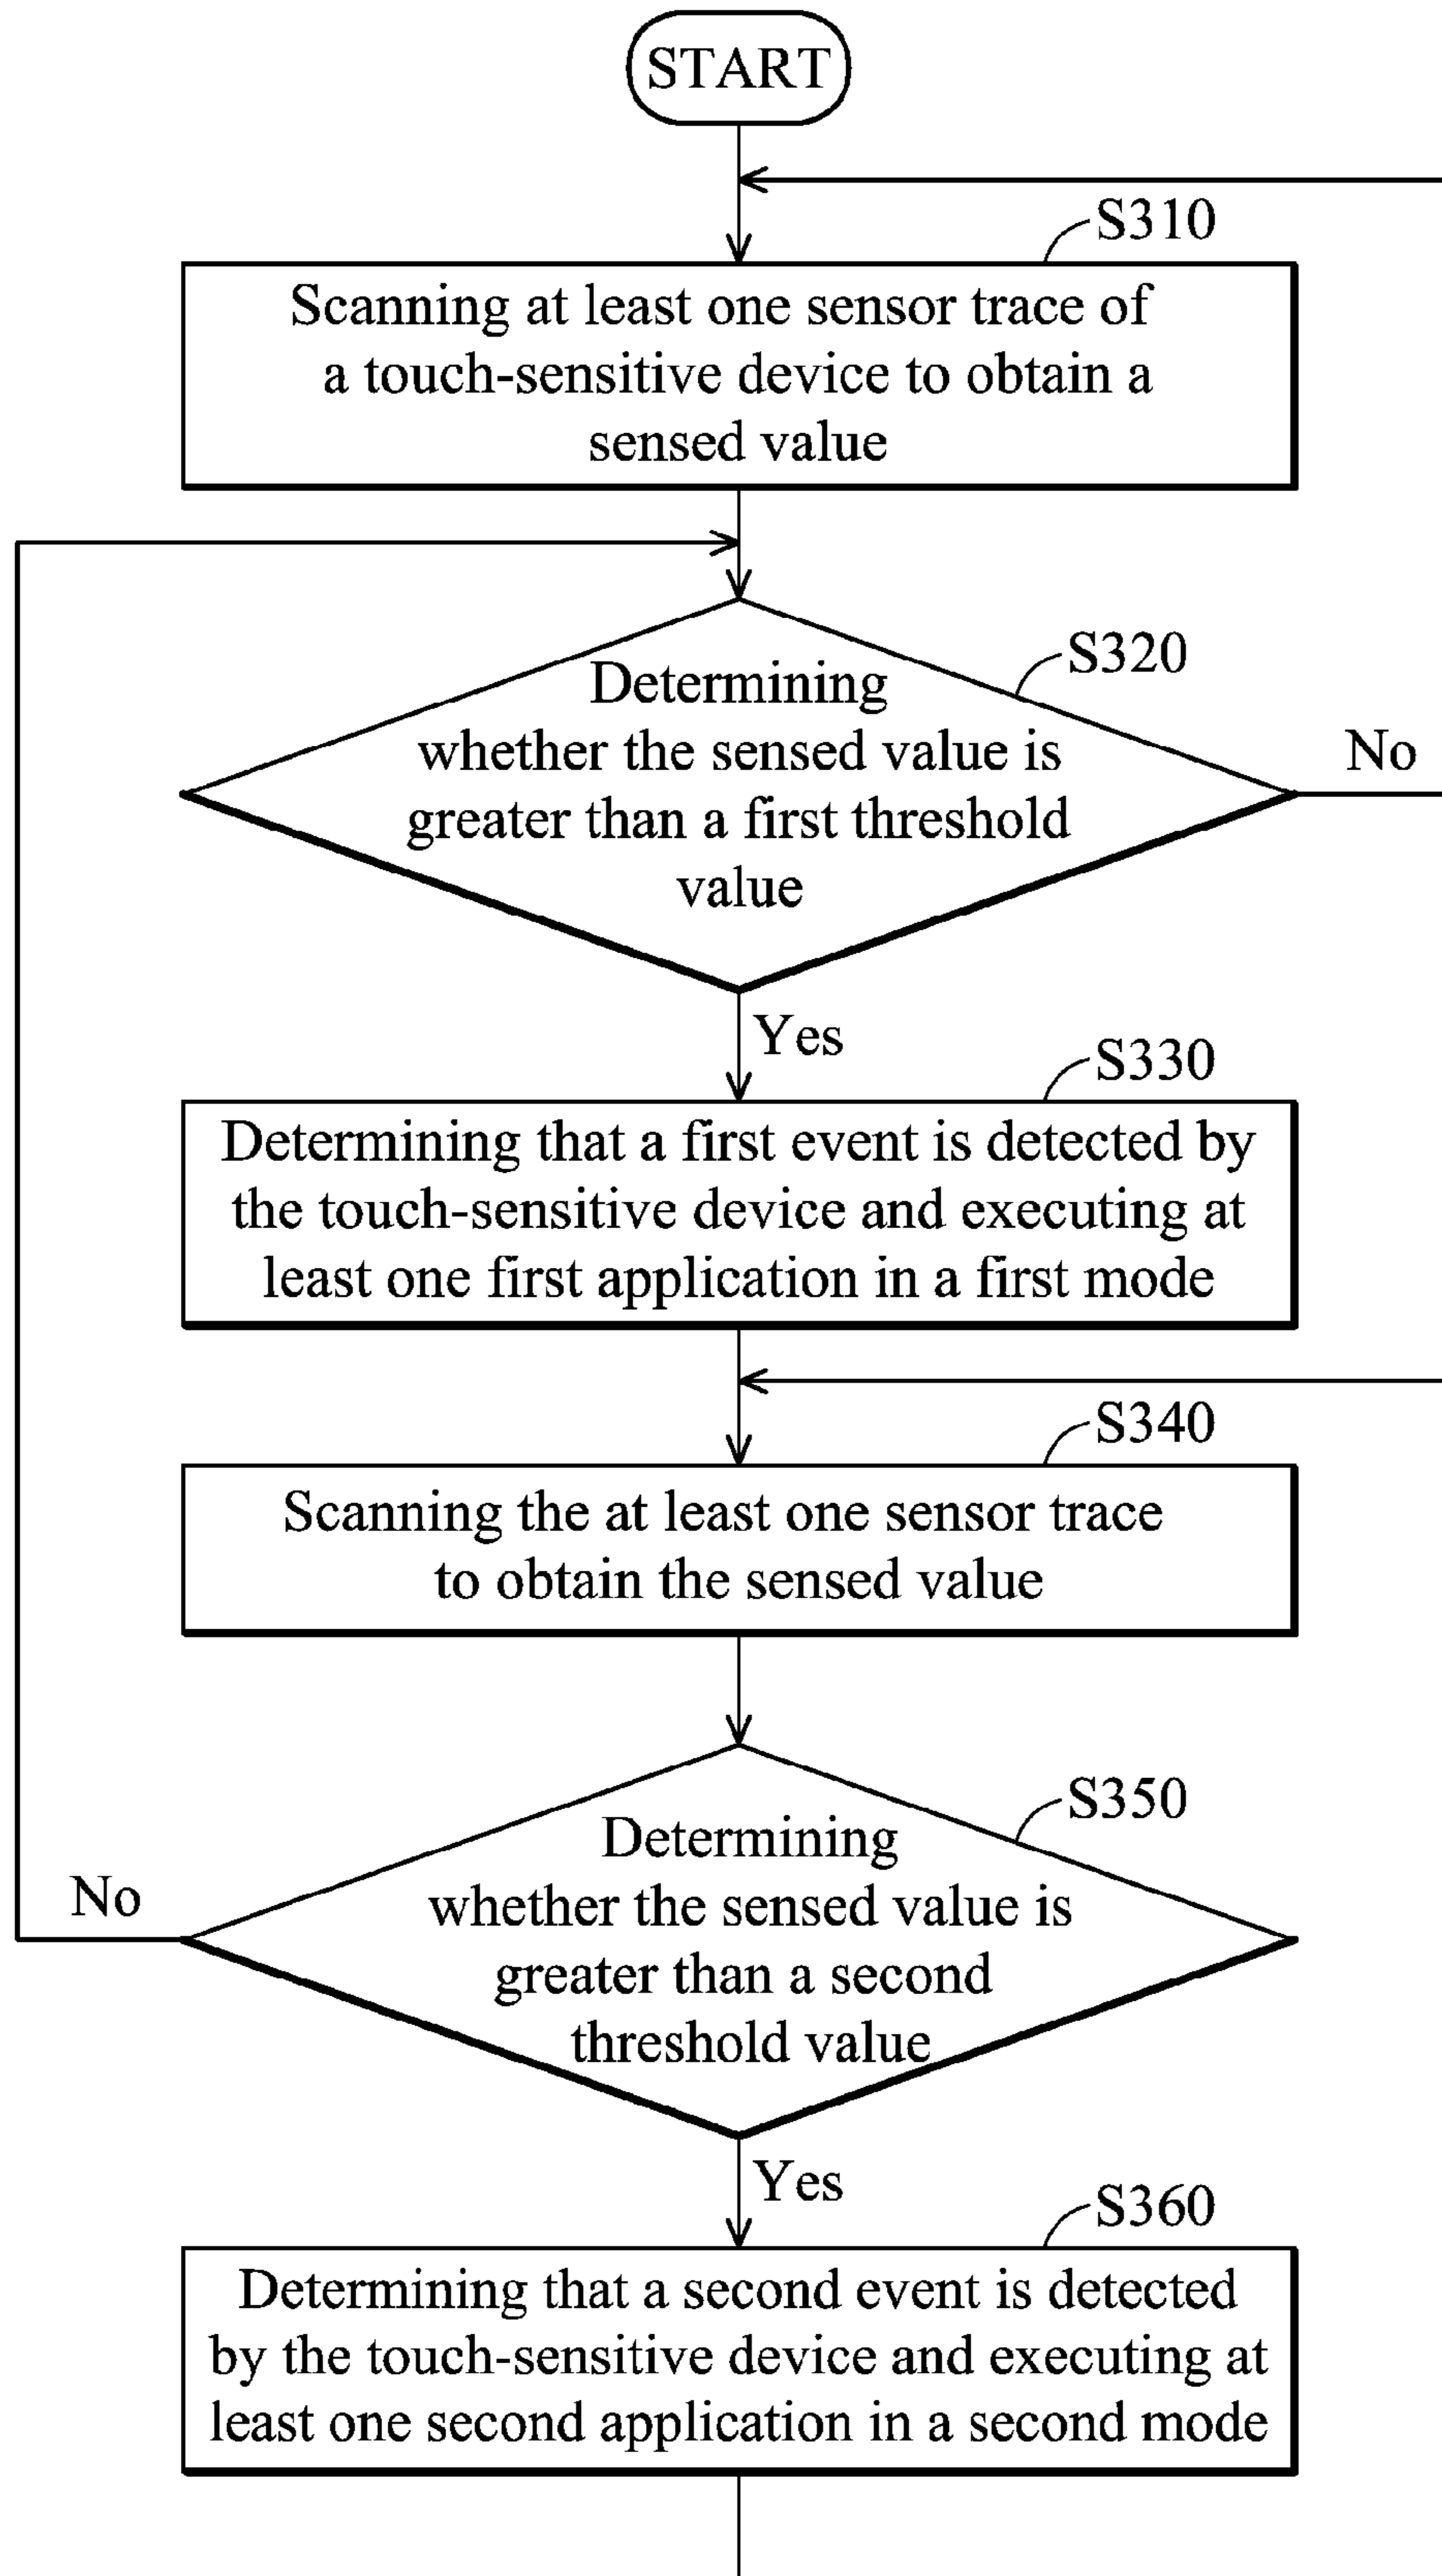 START
S310
Scanning at least one sensor trace of
a touch-sensitive device to obtain a
sensed value
S320
Determining
whether the sensed value is
greater than a first threshold
value
No
Yes
S330
Determining that a first event is detected by
the touch-sensitive device and executing at
least one first application in a first mode
S340
Scanning the at least one sensor trace
to obtain the sensed value
S350
Determining
whether the sensed value is
greater than a second
threshold value
No
Yes
S360
Determining that a second event is detected
by the touch-sensitive device and executing at
least one second application in a second mode